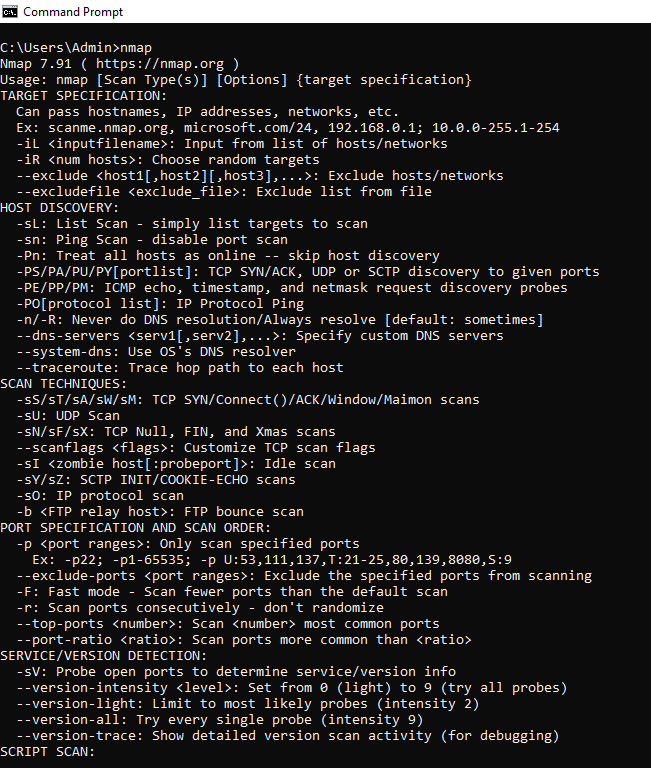 Command Prompt
C:\Users\Admin>nmap
Nmap 7.91 ( https://nmap.org )
Usage: nmap [Scan Type(s)] [Options] {target specification}
TARGET SPECIFICATION:
  Can pass hostnames, IP addresses, networks, etc.
  Ex: scanme.nmap.org, microsoft.com/24, 192.168.0.1; 10.0.0-255.1-254
  -iL <inputfilename>: Input from list of hosts/networks
  -iR <num hosts>: Choose random targets
  --exclude <host1[,host2][,host3],...>: Exclude hosts/networks
  --excludefile <exclude_file>: Exclude list from file
HOST DISCOVERY:
  -sL: List Scan - simply list targets to scan
  -sn: Ping Scan - disable port scan
  -Pn: Treat all hosts as online -- skip host discovery
  -PS/PA/PU/PY[portlist]: TCP SYN/ACK, UDP or SCTP discovery to given ports
  -PE/PP/PM: ICMP echo, timestamp, and netmask request discovery probes
  -PO[protocol list]: IP Protocol Ping
  -n/-R: Never do DNS resolution/Always resolve [default: sometimes]
  --dns-servers <serv1[,serv2],...>: Specify custom DNS servers
  --system-dns: Use OS's DNS resolver
  --traceroute: Trace hop path to each host
SCAN TECHNIQUES:
  -sS/sT/sA/sW/sM: TCP SYN/Connect()/ACK/Window/Maimon scans
  -sU: UDP Scan
  -sN/sF/sX: TCP Null, FIN, and Xmas scans
  --scanflags <flags>: Customize TCP scan flags
  -sI <zombie host[:probeport]>: Idle scan
  -sY/sZ: SCTP INIT/COOKIE-ECHO scans
  -sO: IP protocol scan
  -b <FTP relay host>: FTP bounce scan
PORT SPECIFICATION AND SCAN ORDER:
  -p <port ranges>: Only scan specified ports
    Ex: -p22; -p1-65535; -p U:53,111,137,T:21-25,80,139,8080,S:9
  --exclude-ports <port ranges>: Exclude the specified ports from scanning
  -F: Fast mode - Scan fewer ports than the default scan
  -r: Scan ports consecutively - don't randomize
  --top-ports <number>: Scan <number> most common ports
  --port-ratio <ratio>: Scan ports more common than <ratio>
SERVICE/VERSION DETECTION:
  -sV: Probe open ports to determine service/version info
  --version-intensity <level>: Set from 0 (light) to 9 (try all probes)
  --version-light: Limit to most likely probes (intensity 2)
  --version-all: Try every single probe (intensity 9)
  --version-trace: Show detailed version scan activity (for debugging)
SCRIPT SCAN: